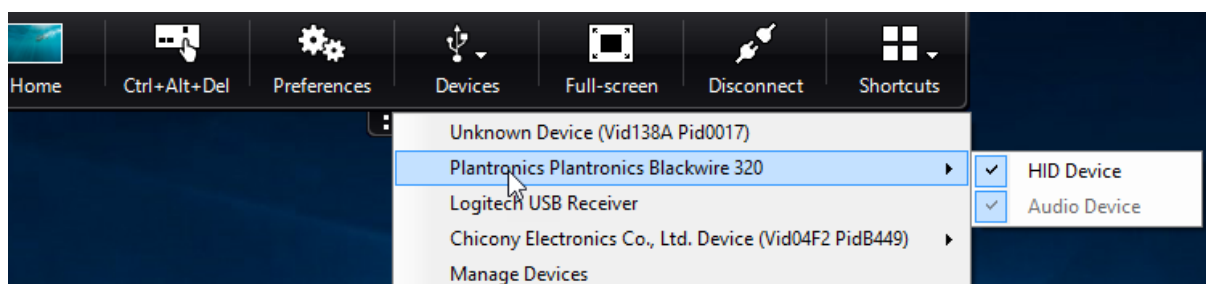 Home Ctrl+Alt+Del Preferences Devices Full-screen Disconnect Shortcuts
Unknown Device (Vid138A Pid0017)
Plantronics Plantronics Blackwire 320
HID Device
Logitech USB Receiver
Audio Device
Chicony Electronics Co., Ltd. Device (Vid04F2 PidB449)
Manage Devices